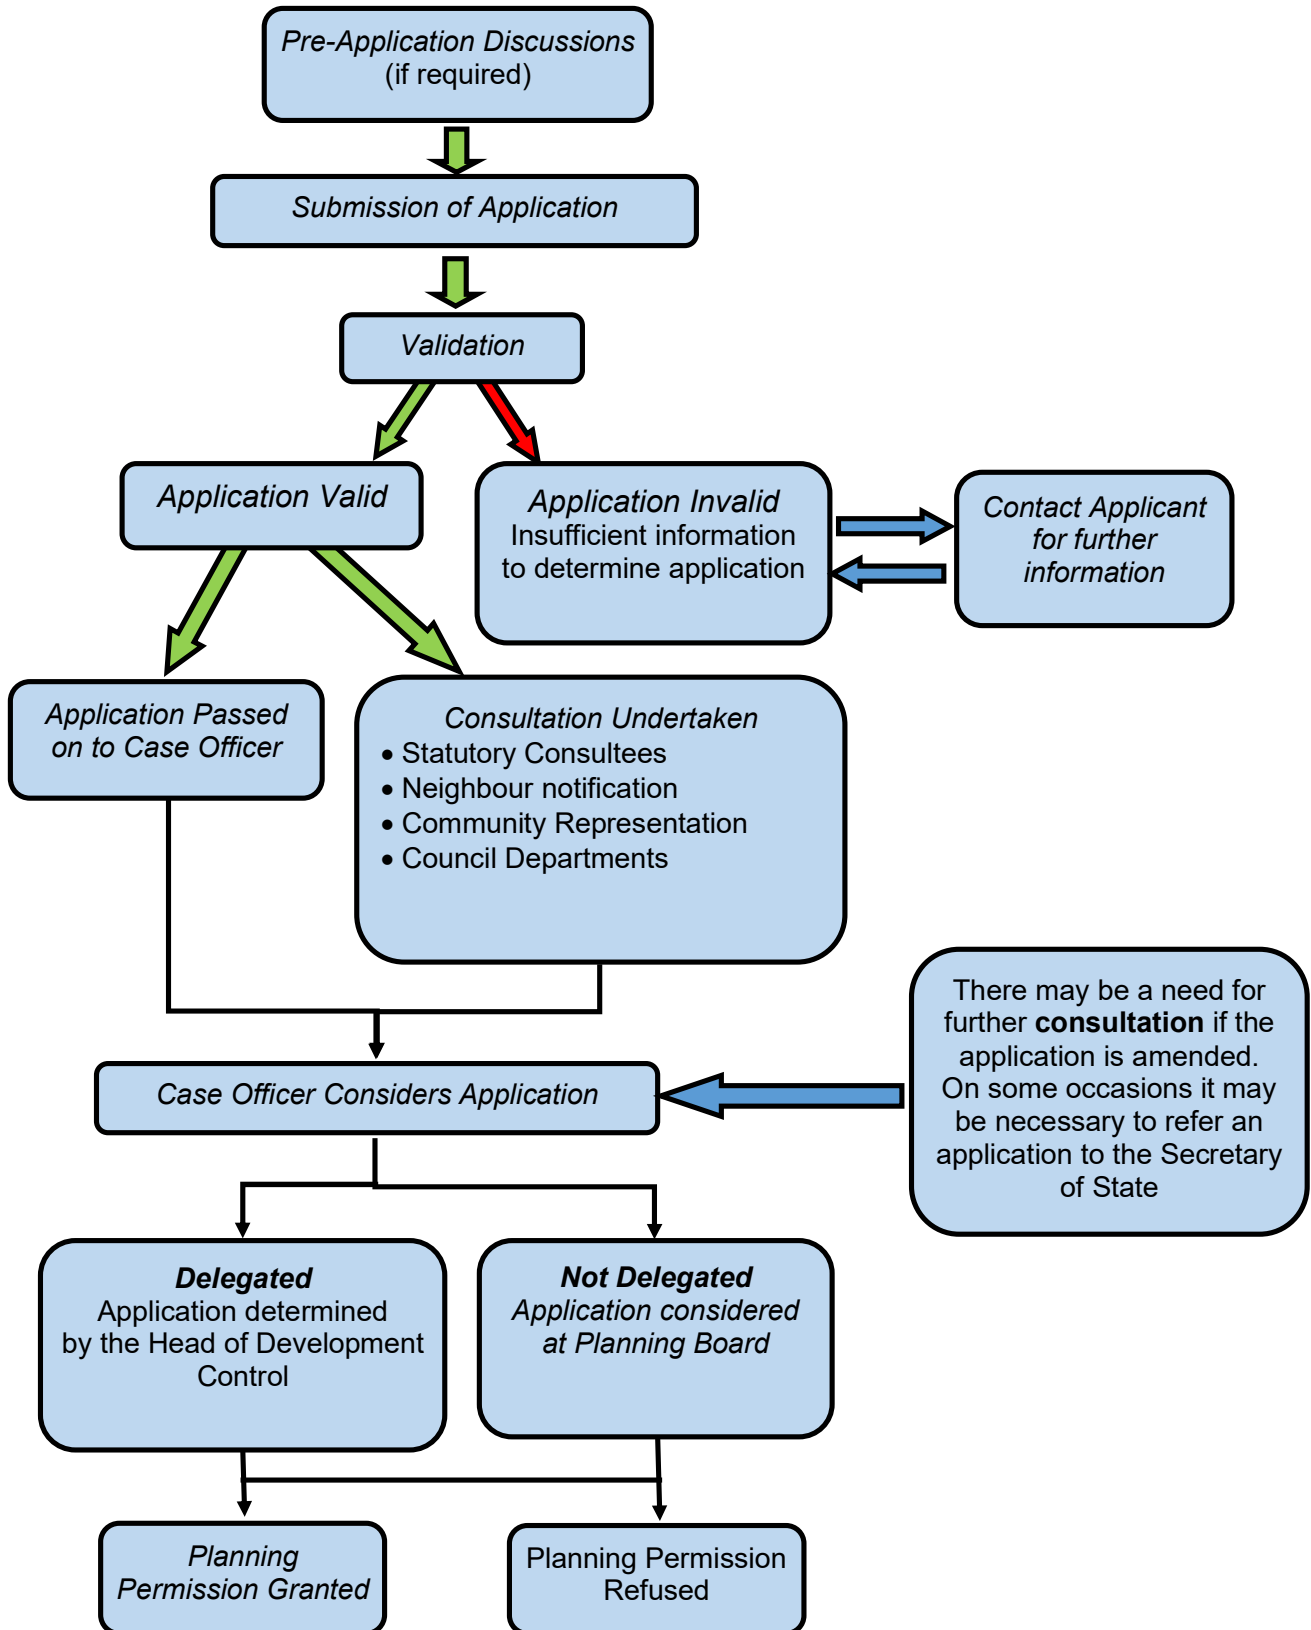 Pre-Application Discussions
(if required)
Submission of Application
Validation
Application Valid
Application Invalid
Insufficient information
to determine application
Contact Applicant
for further
information
Application Passed
on to Case Officer
Consultation Undertaken
• Statutory Consultees
• Neighbour notification
• Community Representation
• Council Departments
There may be a need for
further consultation if the
application is amended.
On some occasions it may
be necessary to refer an
application to the Secretary
of State
Case Officer Considers Application
Delegated
Application determined
by the Head of Development
Control
Not Delegated
Application considered
at Planning Board
Planning
Permission Granted
Planning Permission
Refused